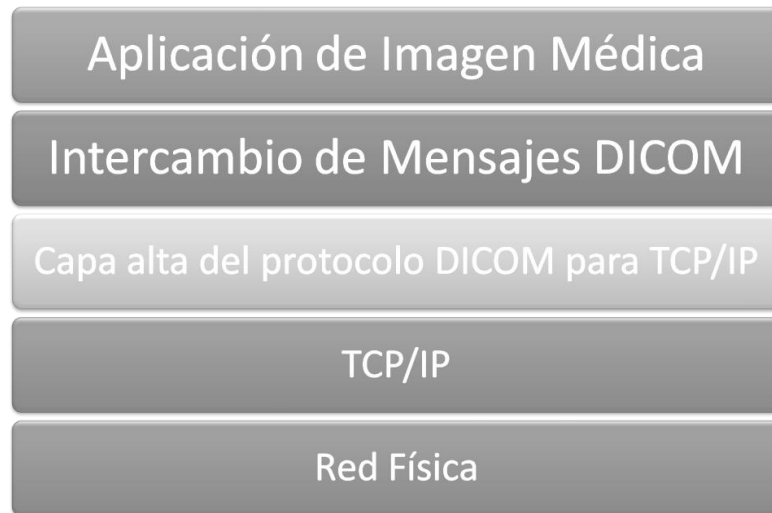 Aplicación de Imagen Médica
Intercambio de Mensajes DICOM
Capa alta del protocolo DICOM para TCP/IP
TCP/IP
Red Física